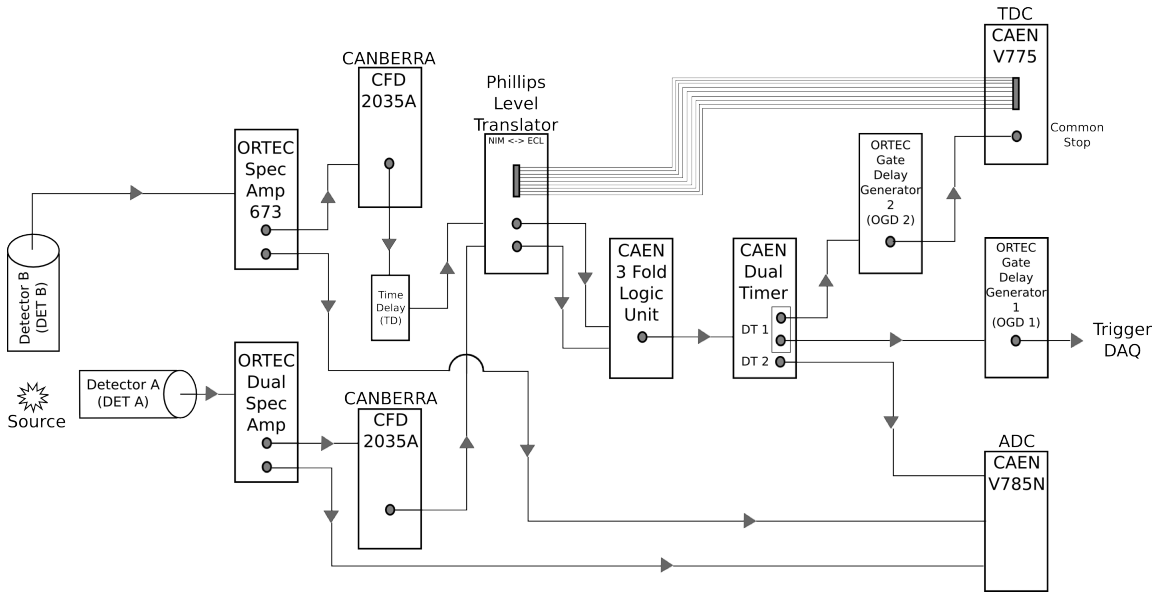 TDC
CAEN
V775
Common
Stop
CANBERRA
CFD
2035A
Phillips
Level
Translator
NIM <-> ECL
ORTEC
Spec
Amp
673
ORTEC
Gate
Delay
Generator
2
(OGD 2)
Detector B
(DET B)
Time
Delay
(TD)
CAEN
3 Fold
Logic
Unit
CAEN
Dual
Timer
DT 1
DT 2
ORTEC
Gate
Delay
Generator
1
(OGD 1)
Trigger
DAQ
Source
Detector A
(DET A)
ORTEC
Dual
Spec
Amp
CANBERRA
CFD
2035A
ADC
CAEN
V785N